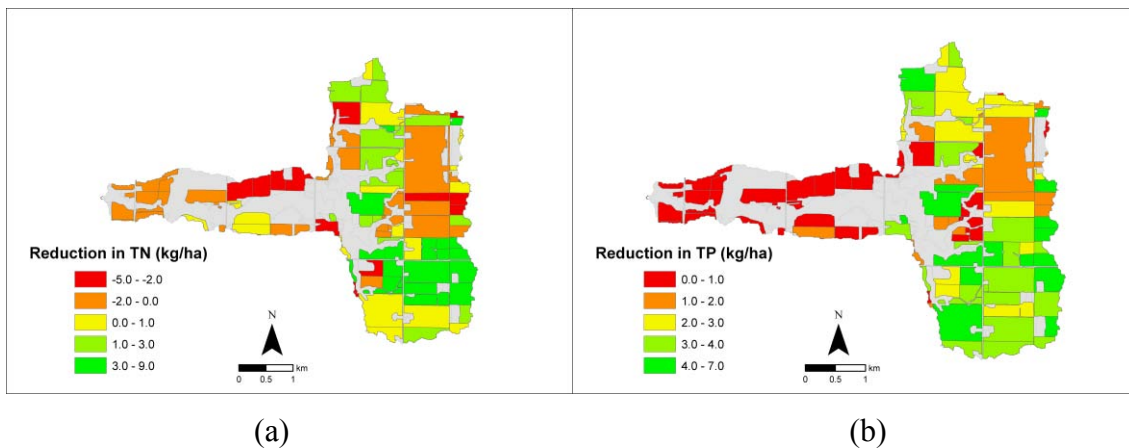 Reduction in TN (kg/ha)
-5.0 - -2.0
-2.0 - 0.0
0.0 - 1.0
1.0 - 3.0
3.0 - 9.0
N
0 0.5 1
km
Reduction in TP (kg/ha)
0.0 - 1.0
1.0 - 2.0
2.0 - 3.0
3.0 - 4.0
4.0 - 7.0
N
0 0.5 1
km
(a)
(b)